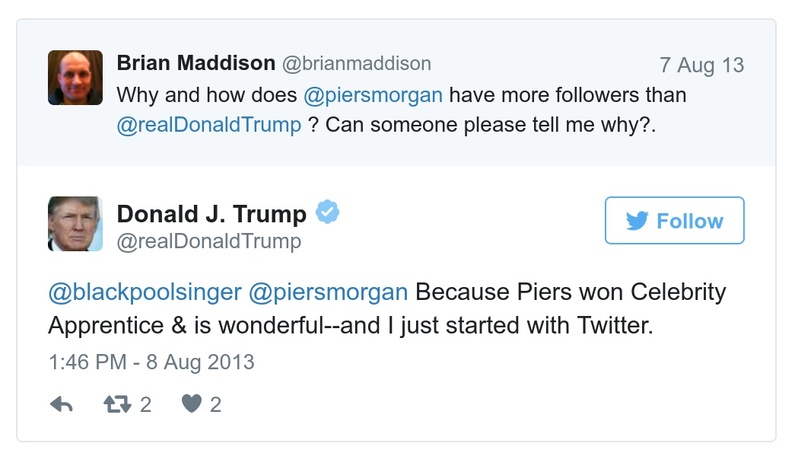 Brian Maddison @brianmaddison 7 Aug 13
Why and how does @piersmorgan have more followers than
@realDonaldTrump ? Can someone please tell me why?.
Donald J. Trump
@realDonaldTrump
Follow
@blackpoolsinger @piersmorgan Because Piers won Celebrity
Apprentice & is wonderful--and I just started with Twitter.
1:46 PM - 8 Aug 2013
2 2